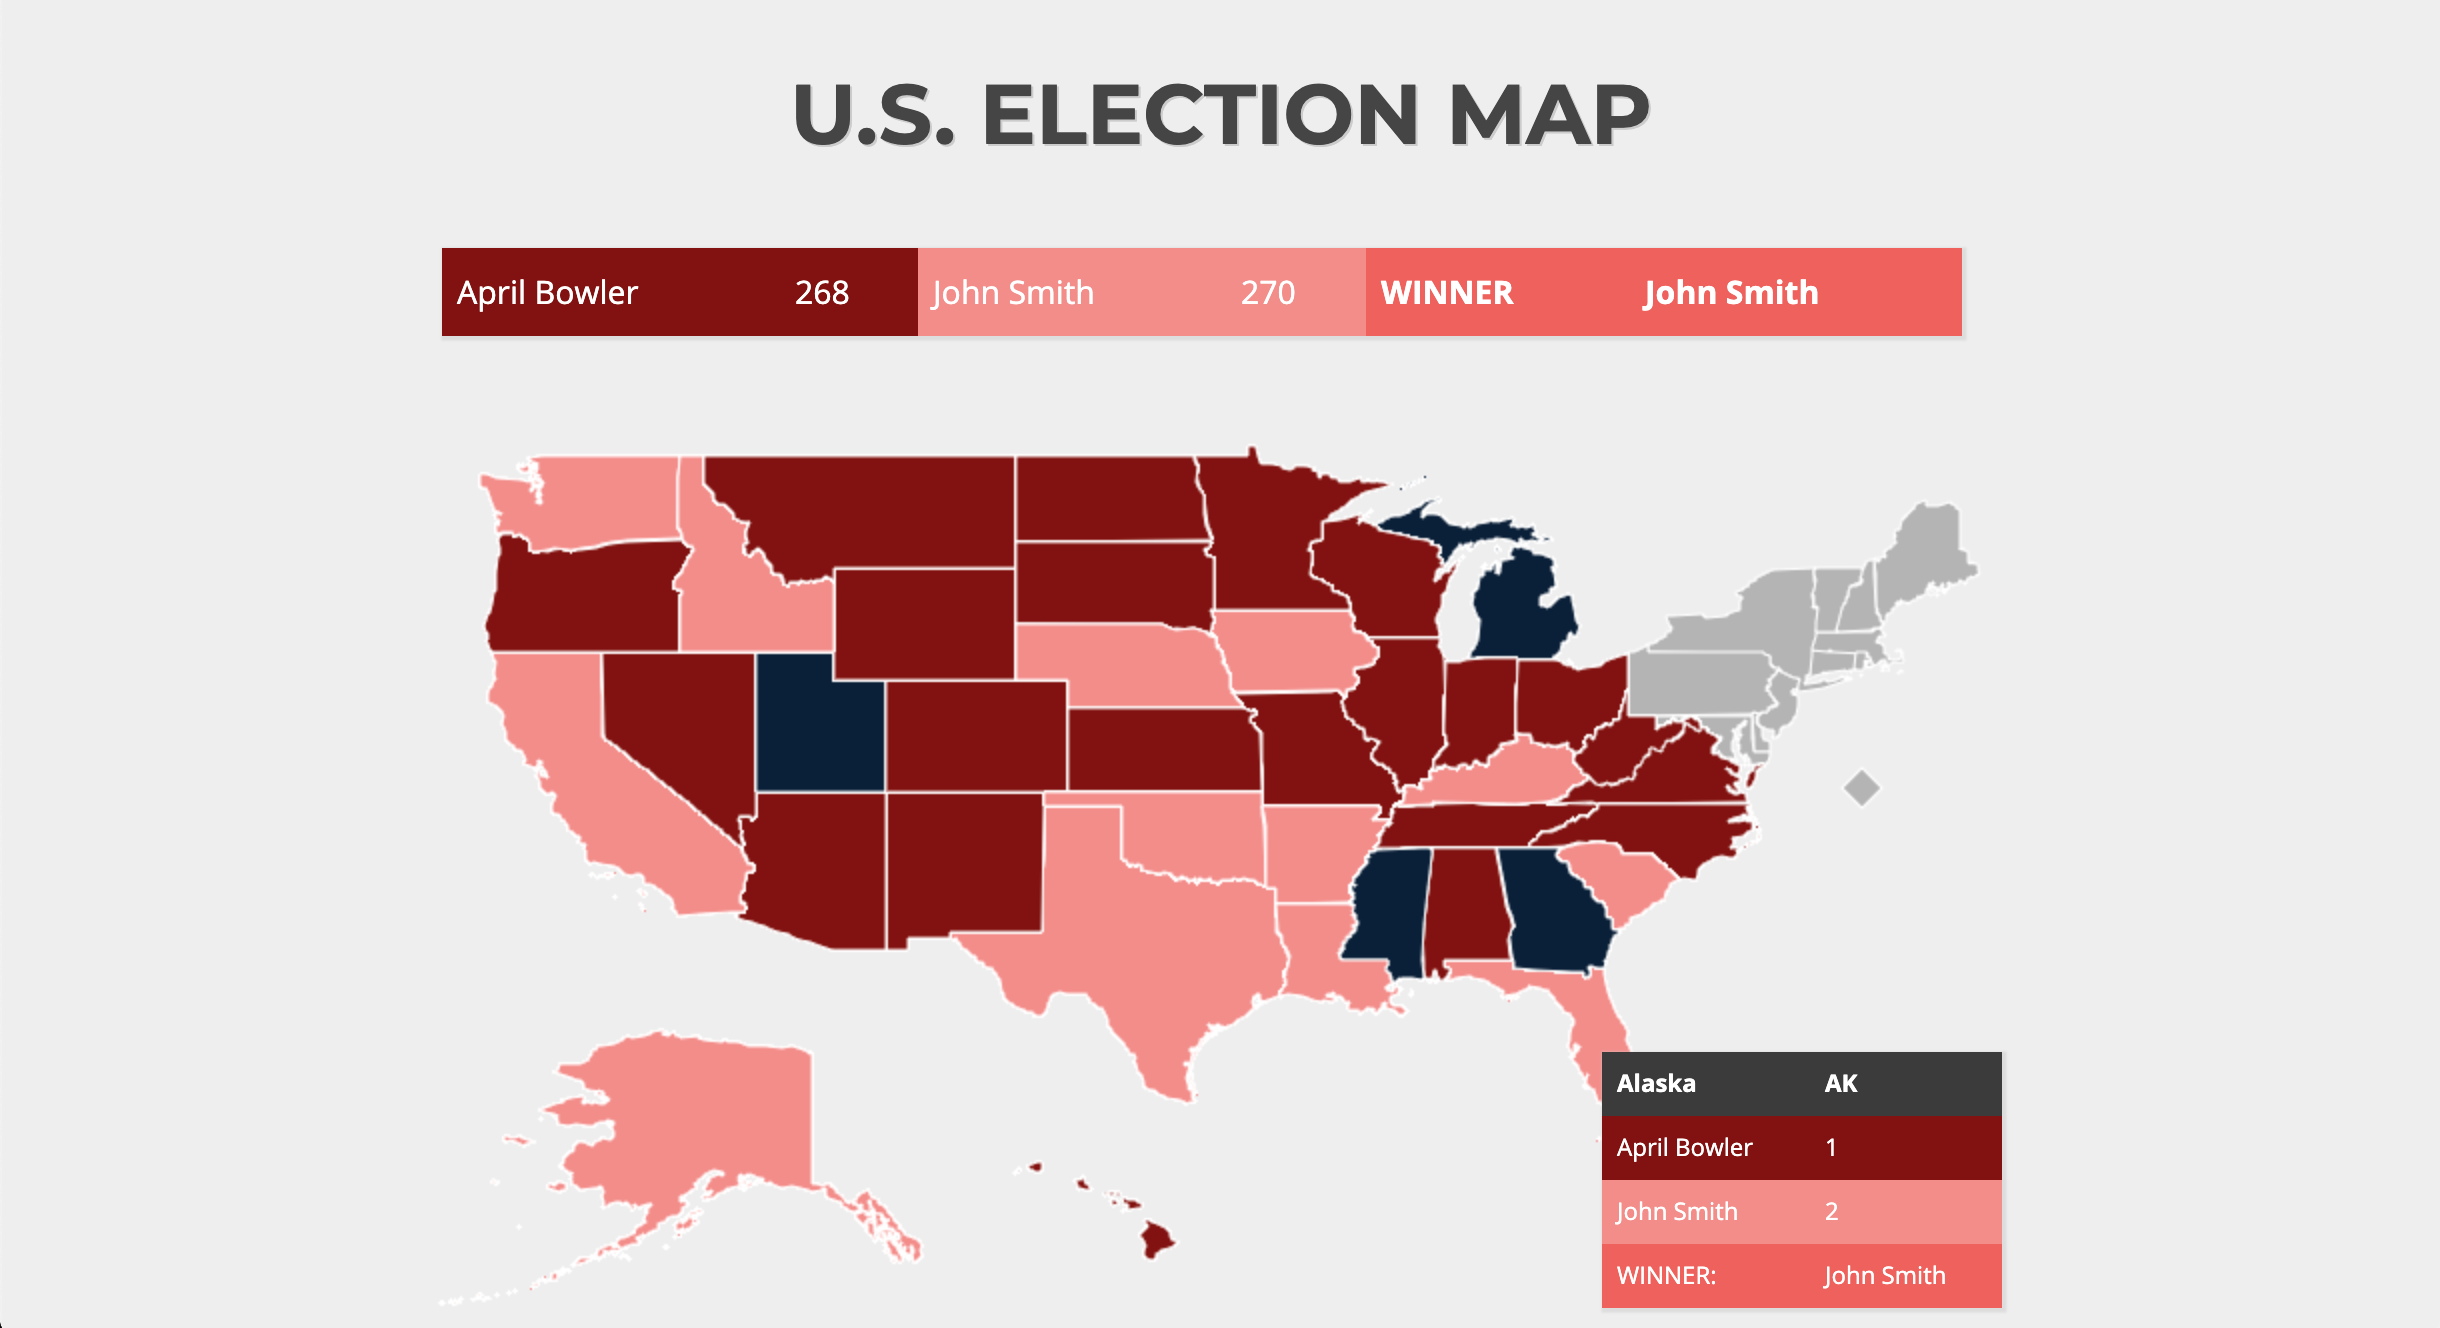 U.S. ELECTION MAP
April Bowler 268 John Smith 270 WINNER John Smith
Alaska AK
April Bowler 1
John Smith 2
WINNER: John Smith